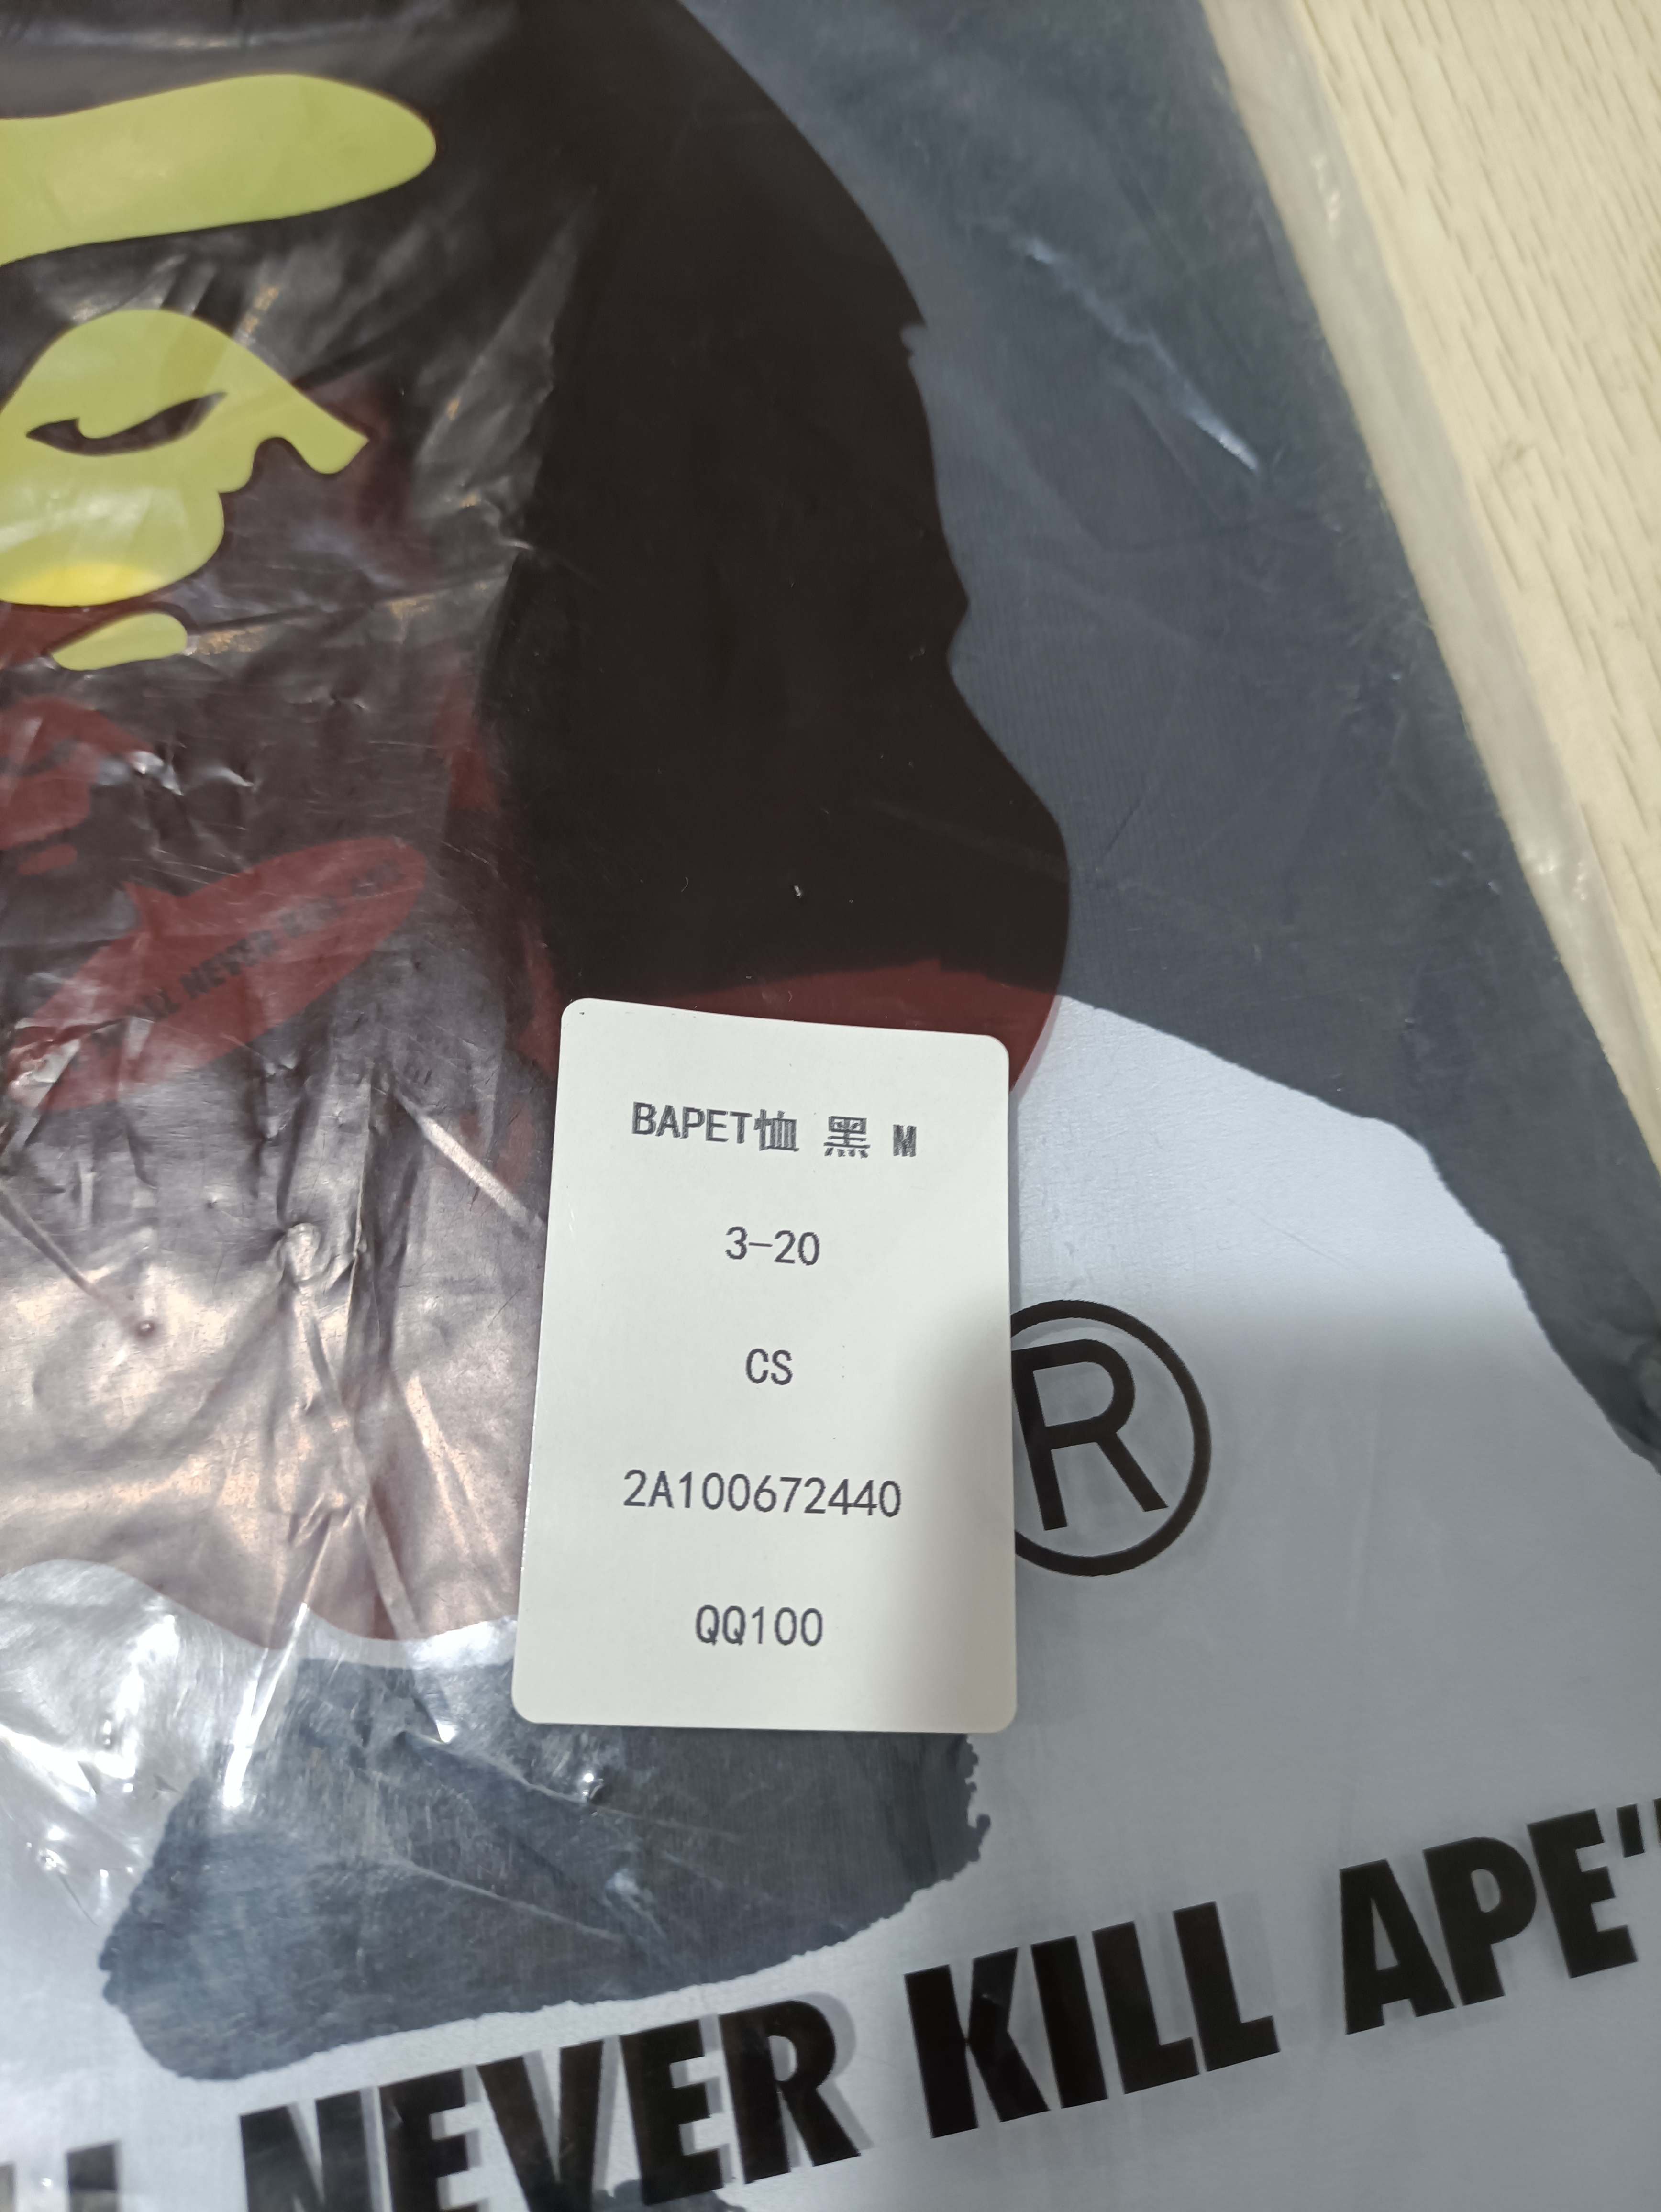 BAPET恤 黑 M
3-20
CS
2A100672440
QQ100
®
NEVER KILL APE"